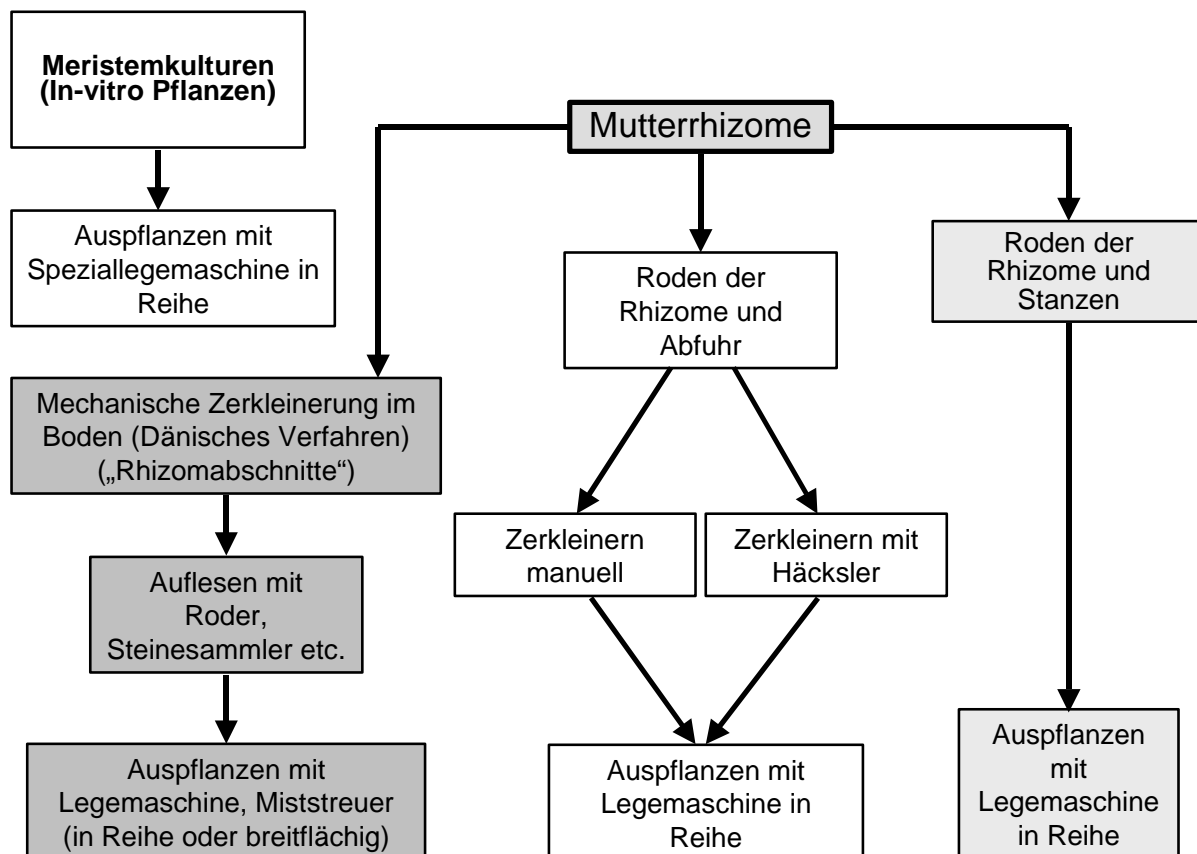 Meristemkulturen
(In-vitro Pflanzen)
Mutterrhizome
Auspflanzen mit
Speziallegemaschine in
Reihe
Roden der
Rhizome und
Abfuhr
Roden der
Rhizome und
Stanzen
Mechanische Zerkleinerung im
Boden (Dänisches Verfahren)
(„Rhizomabschnitte“)
Zerkleinern
manuell
Zerkleinern mit
Häcksler
Auflesen mit
Roder,
Steinesammler etc.
Auspflanzen mit
Legemaschine, Miststreuer
(in Reihe oder breitflächig)
Auspflanzen mit
Legemaschine in
Reihe
Auspflanzen
mit
Legemaschine
in Reihe